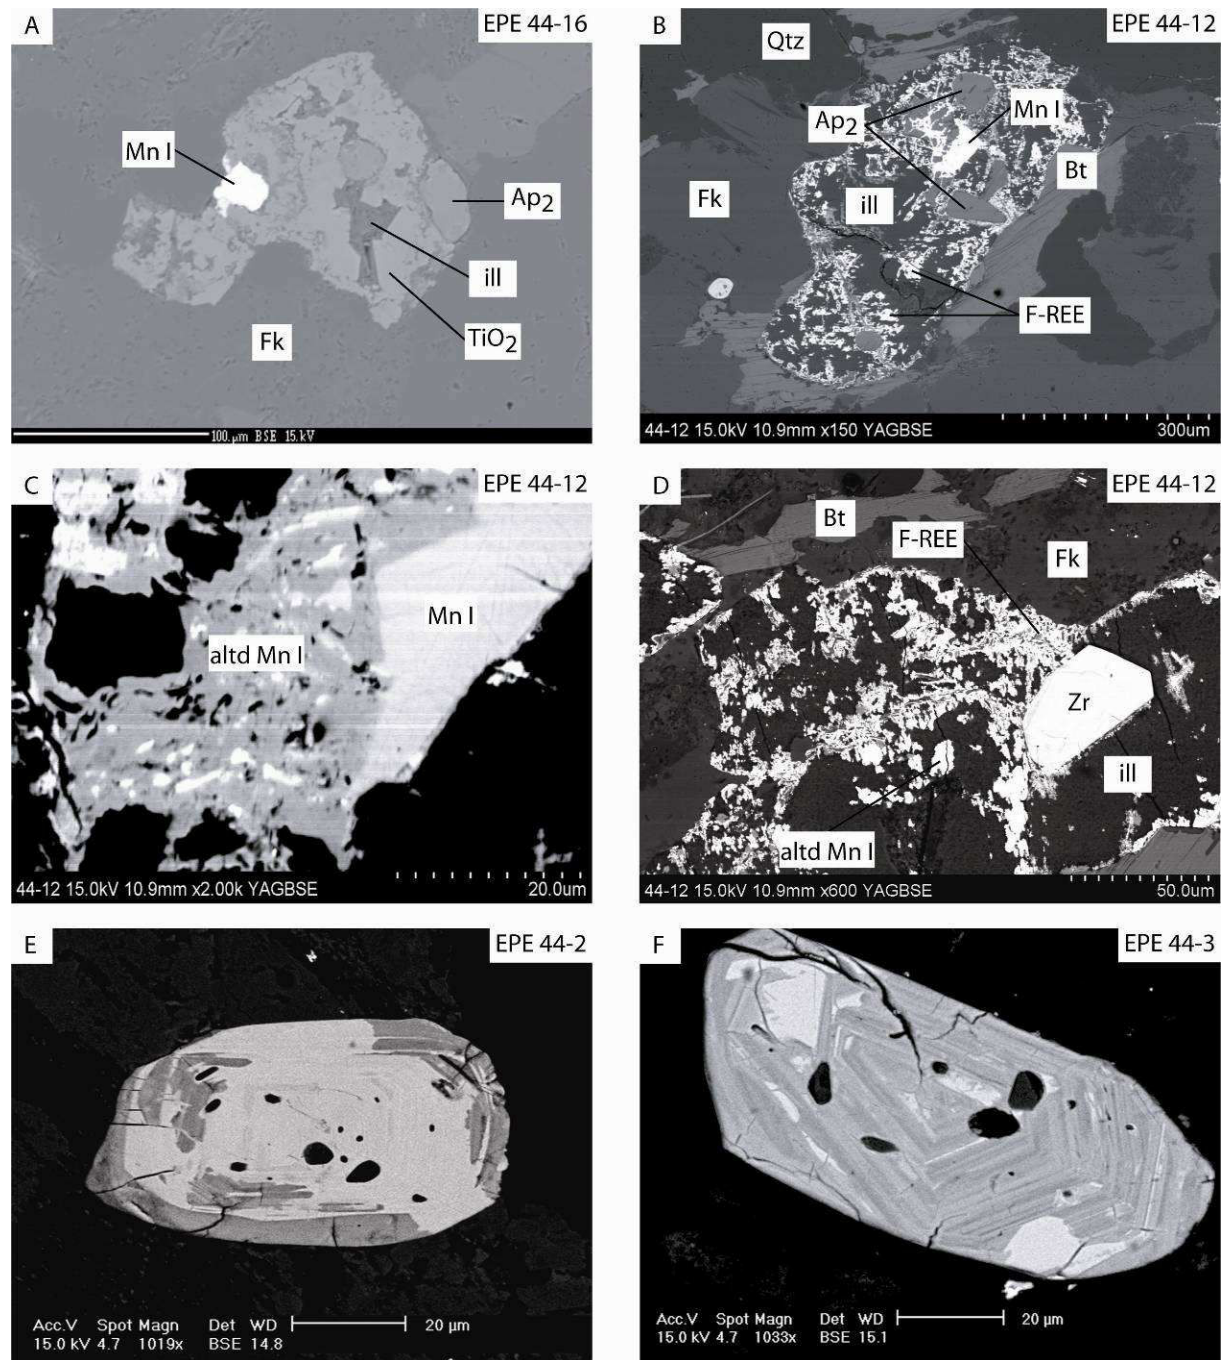 A
EPE 44-16
Mn I
Ap2
ill
TiO2
Fk
100.µm BSE 15.kV
B
EPE 44-12
Qtz
Ap2
Mn I
Bt
Fk
ill
F-REE
44-12 15.0kV 10.9mm x150 YAGBSE
300um
C
EPE 44-12
Mn I
altd Mn I
44-12 15.0kV 10.9mm x2.00k YAGBSE
20.0um
D
EPE 44-12
Bt
F-REE
Fk
Zr
ill
altd Mn I
44-12 15.0kV 10.9mm x600 YAGBSE
50.0um
E
EPE 44-2
Acc.V Spot Magn Det WD
15.0 kV 4.7 1019x BSE 14.8
20 µm
F
EPE 44-3
Acc.V Spot Magn Det WD
15.0 kV 4.7 1033x BSE 15.1
20 µm